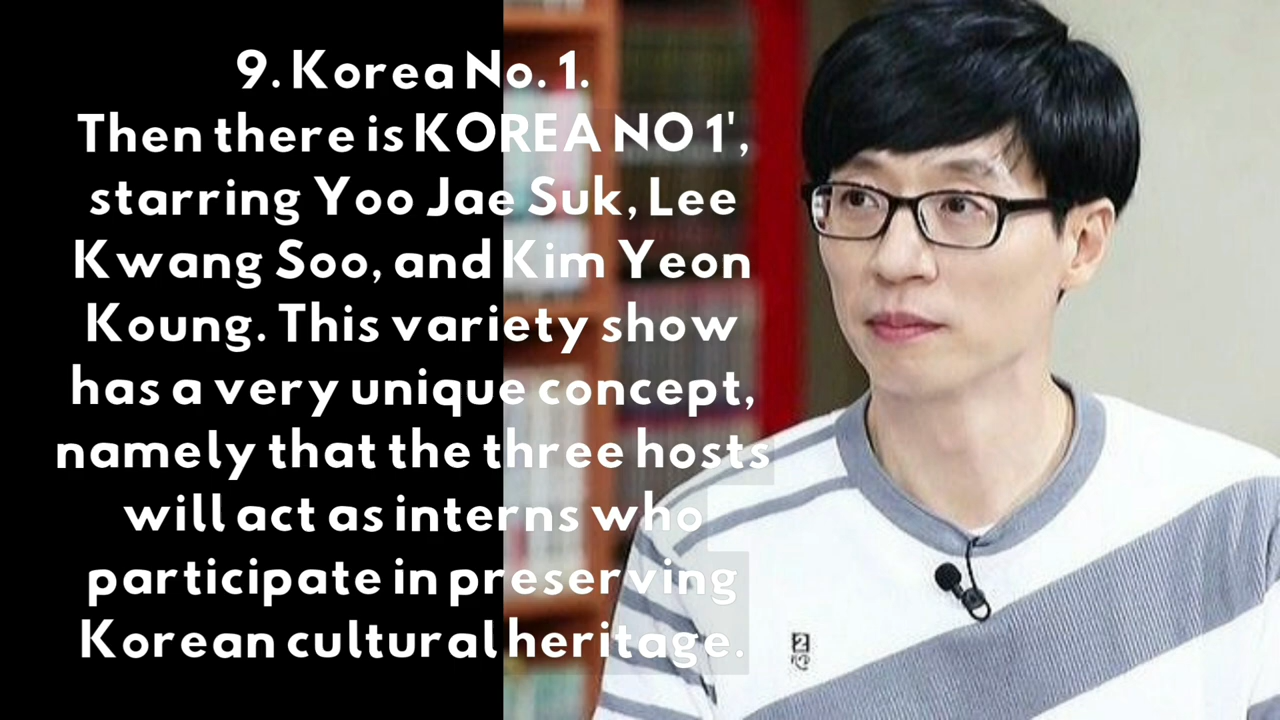 9. Korea No. 1.
Then there is KOREA NO 1',
starring Yoo Jae Suk, Lee
Kwang Soo, and Kim Yeon
Koung. This variety show
has a very unique concept,
namely that the three hosts
will act as interns who
participate in preserving
Korean cultural heritage.